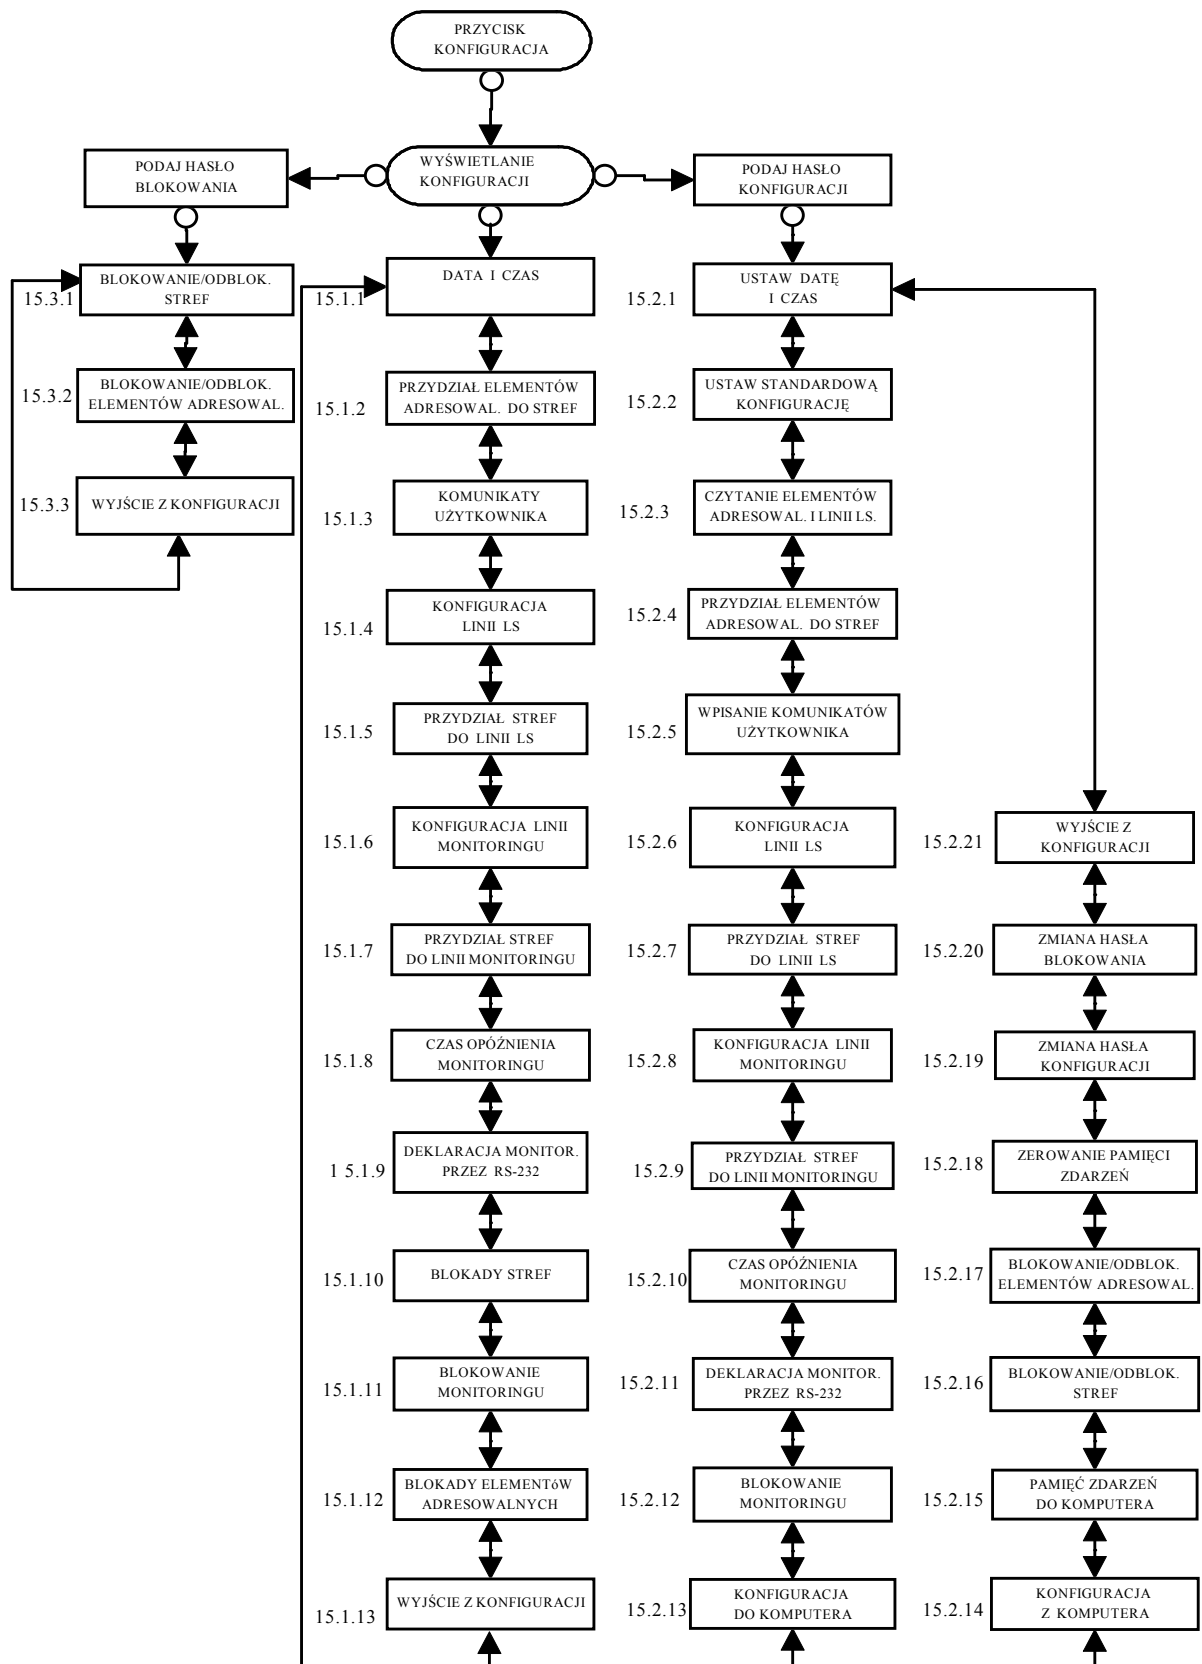 PRZYCISK
KONFIGURACJA
WYŚWIETLANIE
KONFIGURACJI
PODAJ HASŁO
BLOKOWANIA
PODAJ HASŁO
KONFIGURACJI
15.3.1
BLOKOWANIE/ODBLOK.
STREF
15.3.2
BLOKOWANIE/ODBLOK.
ELEMENTÓW ADRESOWAL.
15.3.3
WYJŚCIE Z KONFIGURACJI
15.1.1
DATA I CZAS
15.1.2
PRZYDZIAŁ ELEMENTÓW
ADRESOWAL. DO STREF
15.1.3
KOMUNIKATY
UŻYTKOWNIKA
15.1.4
KONFIGURACJA
LINII LS
15.1.5
PRZYDZIAŁ STREF
DO LINII LS
15.1.6
KONFIGURACJA LINII
MONITORINGU
15.1.7
PRZYDZIAŁ STREF
DO LINII MONITORINGU
15.1.8
CZAS OPÓŹNIENIA
MONITORINGU
1 5.1.9
DEKLARACJA MONITOR.
PRZEZ RS-232
15.1.10
BLOKADY STREF
15.1.11
BLOKOWANIE
MONITORINGU
15.1.12
BLOKADY ELEMENTóW
ADRESOWALNYCH
15.1.13
WYJŚCIE Z KONFIGURACJI
15.2.1
USTAW DATĘ
I CZAS
15.2.2
USTAW STANDARDOWĄ
KONFIGURACJĘ
15.2.3
CZYTANIE ELEMENTÓW
ADRESOWAL. I LINII LS.
15.2.4
PRZYDZIAŁ ELEMENTÓW
ADRESOWAL. DO STREF
15.2.5
WPISANIE KOMUNIKATÓW
UŻYTKOWNIKA
15.2.6
KONFIGURACJA
LINII LS
15.2.7
PRZYDZIAŁ STREF
DO LINII LS
15.2.8
KONFIGURACJA LINII
MONITORINGU
15.2.9
PRZYDZIAŁ STREF
DO LINII MONITORINGU
15.2.10
CZAS OPÓŹNIENIA
MONITORINGU
15.2.11
DEKLARACJA MONITOR.
PRZEZ RS-232
15.2.12
BLOKOWANIE
MONITORINGU
15.2.13
KONFIGURACJA
DO KOMPUTERA
15.2.21
WYJŚCIE Z
KONFIGURACJI
15.2.20
ZMIANA HASŁA
BLOKOWANIA
15.2.19
ZMIANA HASŁA
KONFIGURACJI
15.2.18
ZEROWANIE PAMIĘCI
ZDARZEŃ
15.2.17
BLOKOWANIE/ODBLOK.
ELEMENTÓW ADRESOWAL.
15.2.16
BLOKOWANIE/ODBLOK.
STREF
15.2.15
PAMIĘĆ ZDARZEŃ
DO KOMPUTERA
15.2.14
KONFIGURACJA
Z KOMPUTERA